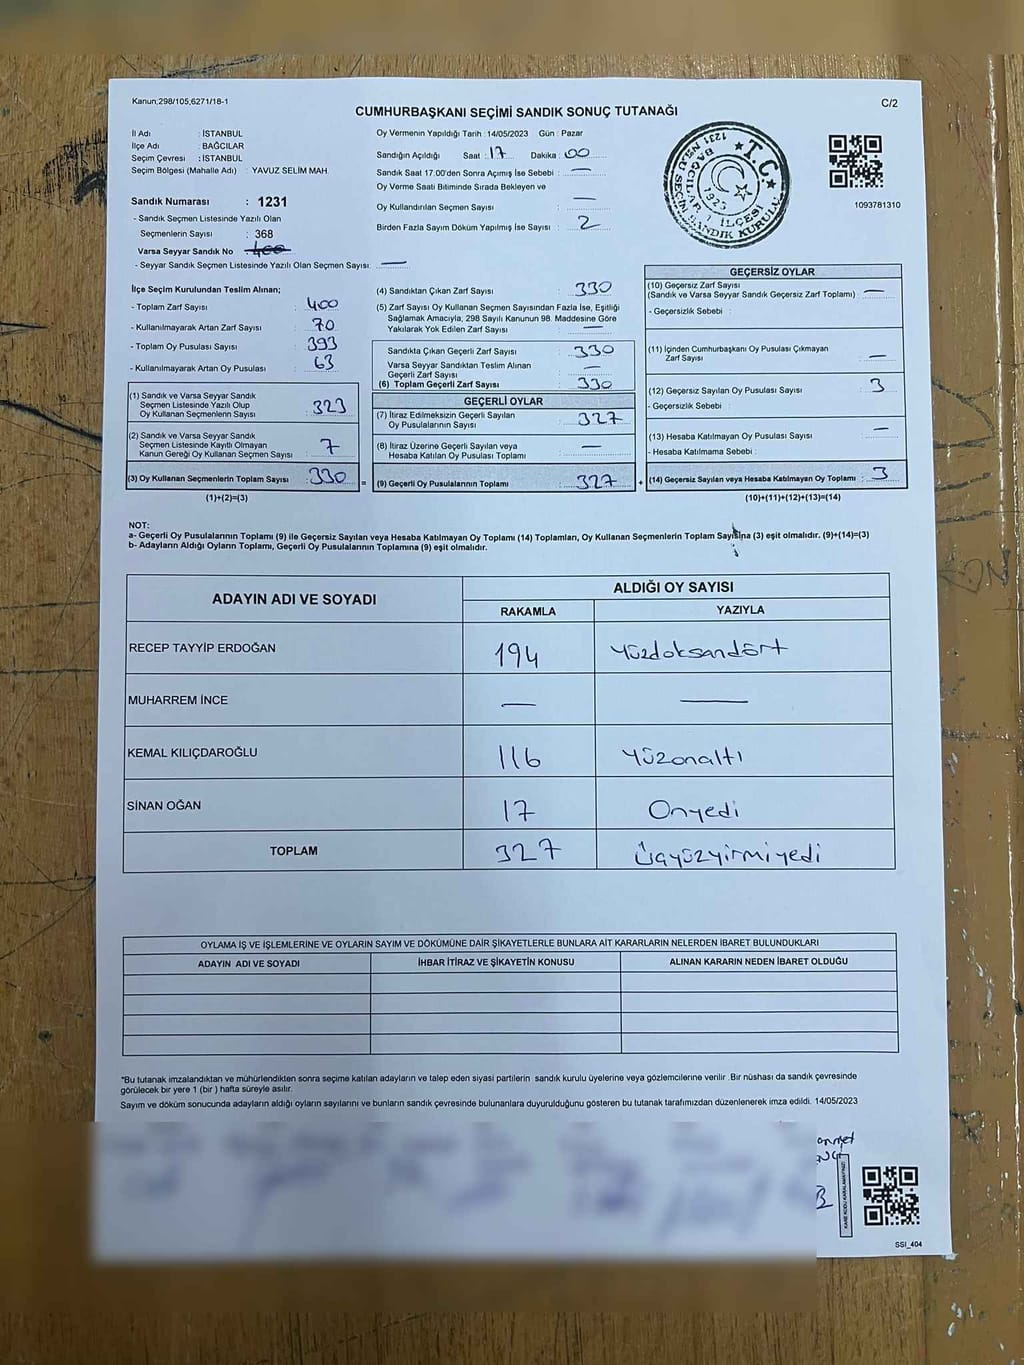 Kanun;298/105,6271/18-1
C/2
CUMHURBAŞKANI SEÇİMİ SANDIK SONUÇ TUTANAĞI
İl Adı : İSTANBUL
İlçe Adı : BAĞCILAR
Seçim Çevresi : İSTANBUL
Seçim Bölgesi (Mahalle Adı) : YAVUZ SELİM MAH.
Sandık Numarası : 1231
- Sandık Seçmen Listesinde Yazılı Olan
Seçmenlerin Sayısı : 368
Varsa Seyyar Sandık No 400
- Seyyar Sandık Seçmen Listesinde Yazılı Olan Seçmen Sayısı: —
Oy Vermenin Yapıldığı Tarih :14/05/2023 Gün : Pazar
Sandığın Açıldığı Saat : 17 Dakika : 00
Sandık Saat 17:00'den Sonra Açımış İse Sebebi : —
Oy Verme Saati Bitiminde Sırada Bekleyen ve
Oy Kullandırılan Seçmen Sayısı : —
Birden Fazla Sayım Döküm Yapılmış İse Sayısı : 2
T.C.
BAĞCILAR 1. İLÇESİ
1231 NOLU SEÇİM SANDIK KURULU
1923
1093781310
İlçe Seçim Kurulundan Teslim Alınan;
- Toplam Zarf Sayısı : 400
- Kullanılmayarak Artan Zarf Sayısı : 70
- Toplam Oy Pusulası Sayısı : 393
- Kullanılmayarak Artan Oy Pusulası : 63
(1) Sandık ve Varsa Seyyar Sandık
Seçmen Listesinde Yazılı Olup
Oy Kullanan Seçmenlerin Sayısı : 323
(2) Sandık ve Varsa Seyyar Sandık
Seçmen Listesinde Kayıtlı Olmayan
Kanun Gereği Oy Kullanan Seçmen Sayısı : 7
(3) Oy Kullanan Seçmenlerin Toplam Sayısı : 330
(1)+(2)=(3)
=
(4) Sandıktan Çıkan Zarf Sayısı : 330
(5) Zarf Sayısı Oy Kullanan Seçmen Sayısından Fazla İse, Eşitliği
Sağlamak Amacıyla; 298 Sayılı Kanunun 98. Maddesine Göre
Yakılarak Yok Edilen Zarf Sayısı : —
Sandıkta Çıkan Geçerli Zarf Sayısı : 330
Varsa Seyyar Sandıktan Teslim Alınan
Geçerli Zarf Sayısı : —
(6) Toplam Geçerli Zarf Sayısı : 330
GEÇERLİ OYLAR
(7) İtiraz Edilmeksizin Geçerli Sayılan
Oy Pusulalarının Sayısı : 327
(8) İtiraz Üzerine Geçerli Sayılan veya
Hesaba Katılan Oy Pusulası Toplamı : —
(9) Geçerli Oy Pusulalarının Toplamı : 327
+
GEÇERSİZ OYLAR
(10) Geçersiz Zarf Sayısı
(Sandık ve Varsa Seyyar Sandık Geçersiz Zarf Toplamı) : —
- Geçersizlik Sebebi :
(11) İçinden Cumhurbaşkanı Oy Pusulası Çıkmayan
Zarf Sayısı : —
(12) Geçersiz Sayılan Oy Pusulası Sayısı : 3
- Geçersizlik Sebebi :
(13) Hesaba Katılmayan Oy Pusulası Sayısı : —
- Hesaba Katılmama Sebebi :
(14) Geçersiz Sayılan veya Hesaba Katılmayan Oy Toplamı : 3
(10)+(11)+(12)+(13)=(14)
NOT:
a- Geçerli Oy Pusulalarının Toplamı (9) ile Geçersiz Sayılan veya Hesaba Katılmayan Oy Toplamı (14) Toplamları, Oy Kullanan Seçmenlerin Toplam Sayısına (3) eşit olmalıdır. (9)+(14)=(3)
b- Adayların Aldığı Oyların Toplamı, Geçerli Oy Pusulalarının Toplamına (9) eşit olmalıdır.
ADAYIN ADI VE SOYADI ALDIĞI OY SAYISI
RAKAMLA YAZIYLA
RECEP TAYYİP ERDOĞAN 194 Yüzdoksandört
MUHARREM İNCE — —
KEMAL KILIÇDAROĞLU 116 Yüzonaltı
SİNAN OĞAN 17 Onyedi
TOPLAM 327 Üçyüzyirmiyedi
OYLAMA İŞ VE İŞLEMLERİNE VE OYLARIN SAYIM VE DÖKÜMÜNE DAİR ŞİKAYETLERLE BUNLARA AİT KARARLARIN NELERDEN İBARET BULUNDUKLARI
ADAYIN ADI VE SOYADI İHBAR İTİRAZ VE ŞİKAYETİN KONUSU ALINAN KARARIN NEDEN İBARET OLDUĞU
*Bu tutanak imzalandıktan ve mühürlendikten sonra seçime katılan adayların ve talep eden siyasi partilerin sandık kurulu üyelerine veya gözlemcilerine verilir .Bir nüshası da sandık çevresinde
görülecek bir yere 1 (bir ) hafta süreyle asılır.
Sayım ve döküm sonucunda adayların aldığı oyların sayılarını ve bunların sandık çevresinde bulunanlara duyurulduğunu gösteren bu tutanak tarafımızdan düzenlenerek imza edildi. 14/05/2023
KARE KODU KARALAMAYINIZ!
SSI_404